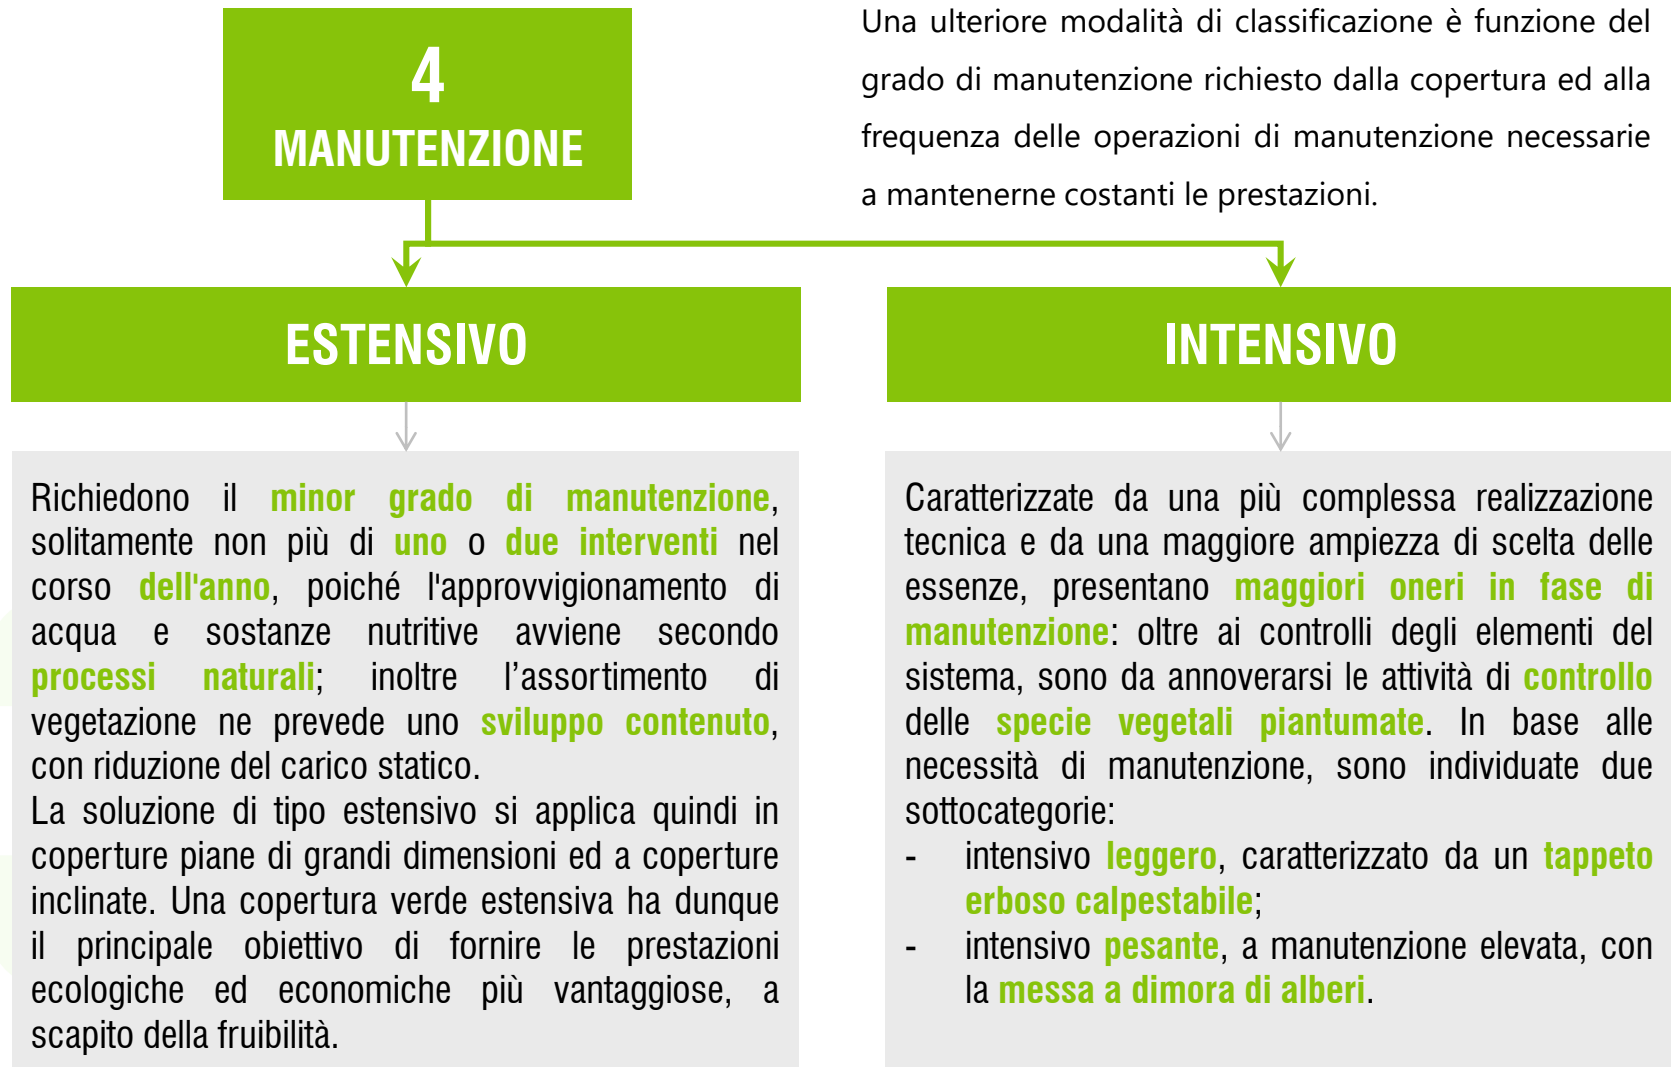 4
MANUTENZIONE
Una ulteriore modalità di classificazione è funzione del
grado di manutenzione richiesto dalla copertura ed alla
frequenza delle operazioni di manutenzione necessarie
a mantenerne costanti le prestazioni.
ESTENSIVO
Richiedono il minor grado di manutenzione,
solitamente non più di uno o due interventi nel
corso dell'anno, poiché l'approvvigionamento di
acqua e sostanze nutritive avviene secondo
processi naturali; inoltre l’assortimento di
vegetazione ne prevede uno sviluppo contenuto,
con riduzione del carico statico.
La soluzione di tipo estensivo si applica quindi in
coperture piane di grandi dimensioni ed a coperture
inclinate. Una copertura verde estensiva ha dunque
il principale obiettivo di fornire le prestazioni
ecologiche ed economiche più vantaggiose, a
scapito della fruibilità.
INTENSIVO
Caratterizzate da una più complessa realizzazione
tecnica e da una maggiore ampiezza di scelta delle
essenze, presentano maggiori oneri in fase di
manutenzione: oltre ai controlli degli elementi del
sistema, sono da annoverarsi le attività di controllo
delle specie vegetali piantumate. In base alle
necessità di manutenzione, sono individuate due
sottocategorie:
- intensivo leggero, caratterizzato da un tappeto
erboso calpestabile;
- intensivo pesante, a manutenzione elevata, con
la messa a dimora di alberi.